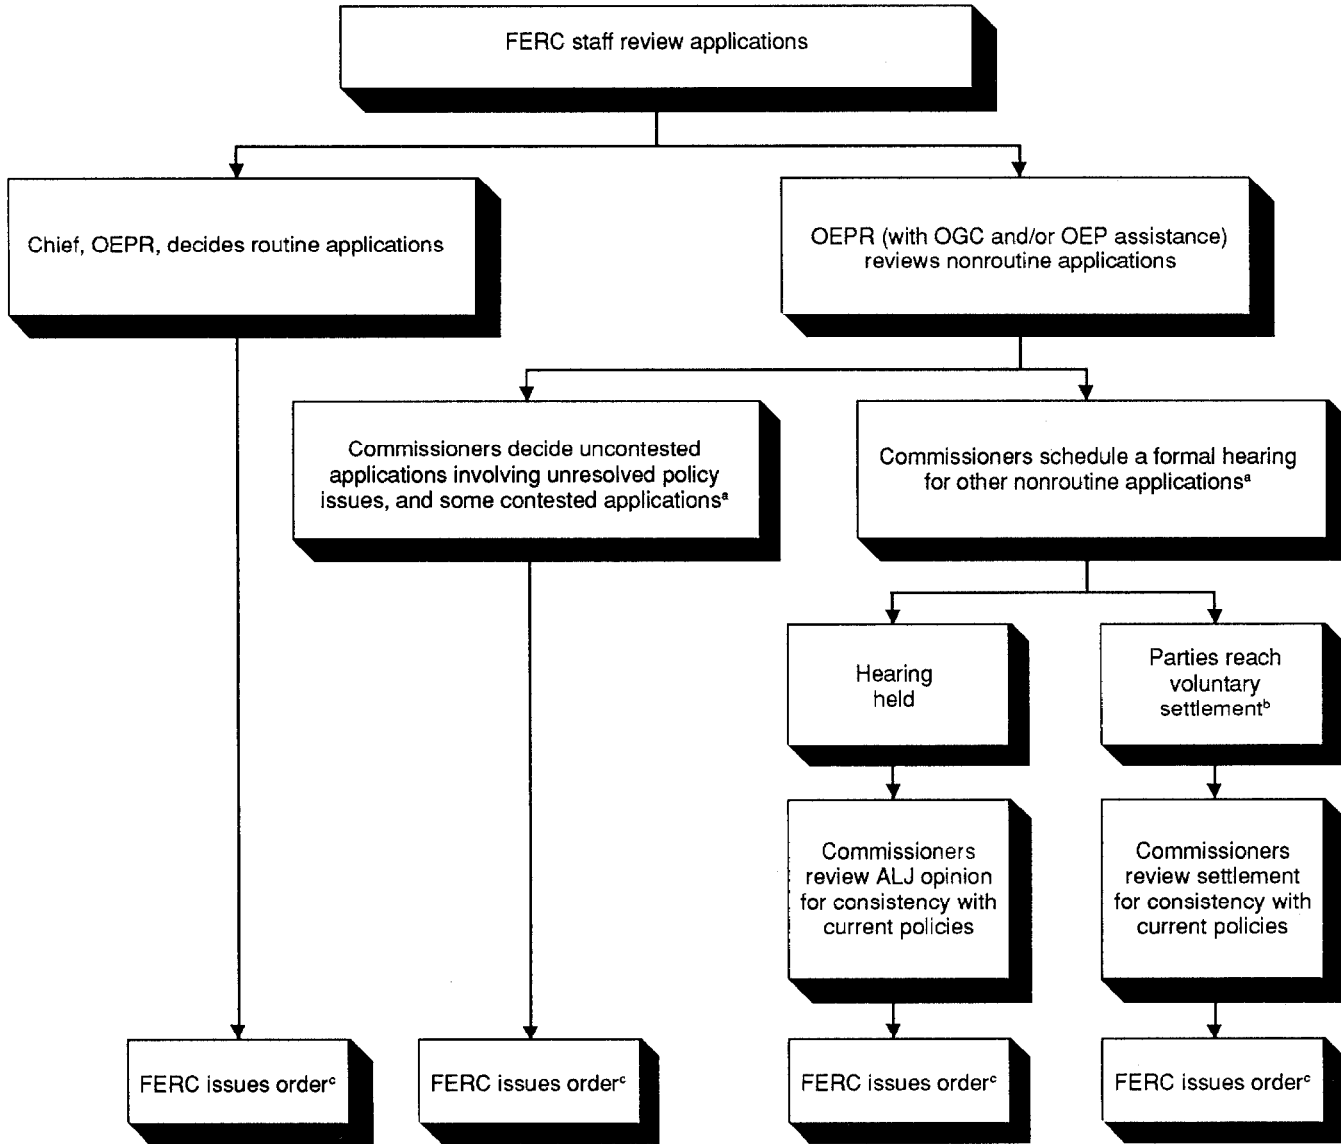 FERC staff review applications
Chief, OEPR, decides routine applications
OEPR (with OGC and/or OEP assistance)
reviews nonroutine applications
Commissioners decide uncontested
applications involving unresolved policy
issues, and some contested applicationsᵃ
Commissioners schedule a formal hearing
for other nonroutine applicationsᵃ
Hearing
held
Parties reach
voluntary
settlementᵇ
Commissioners
review ALJ opinion
for consistency with
current policies
Commissioners
review settlement
for consistency with
current policies
FERC issues orderᶜ
FERC issues orderᶜ
FERC issues orderᶜ
FERC issues orderᶜ